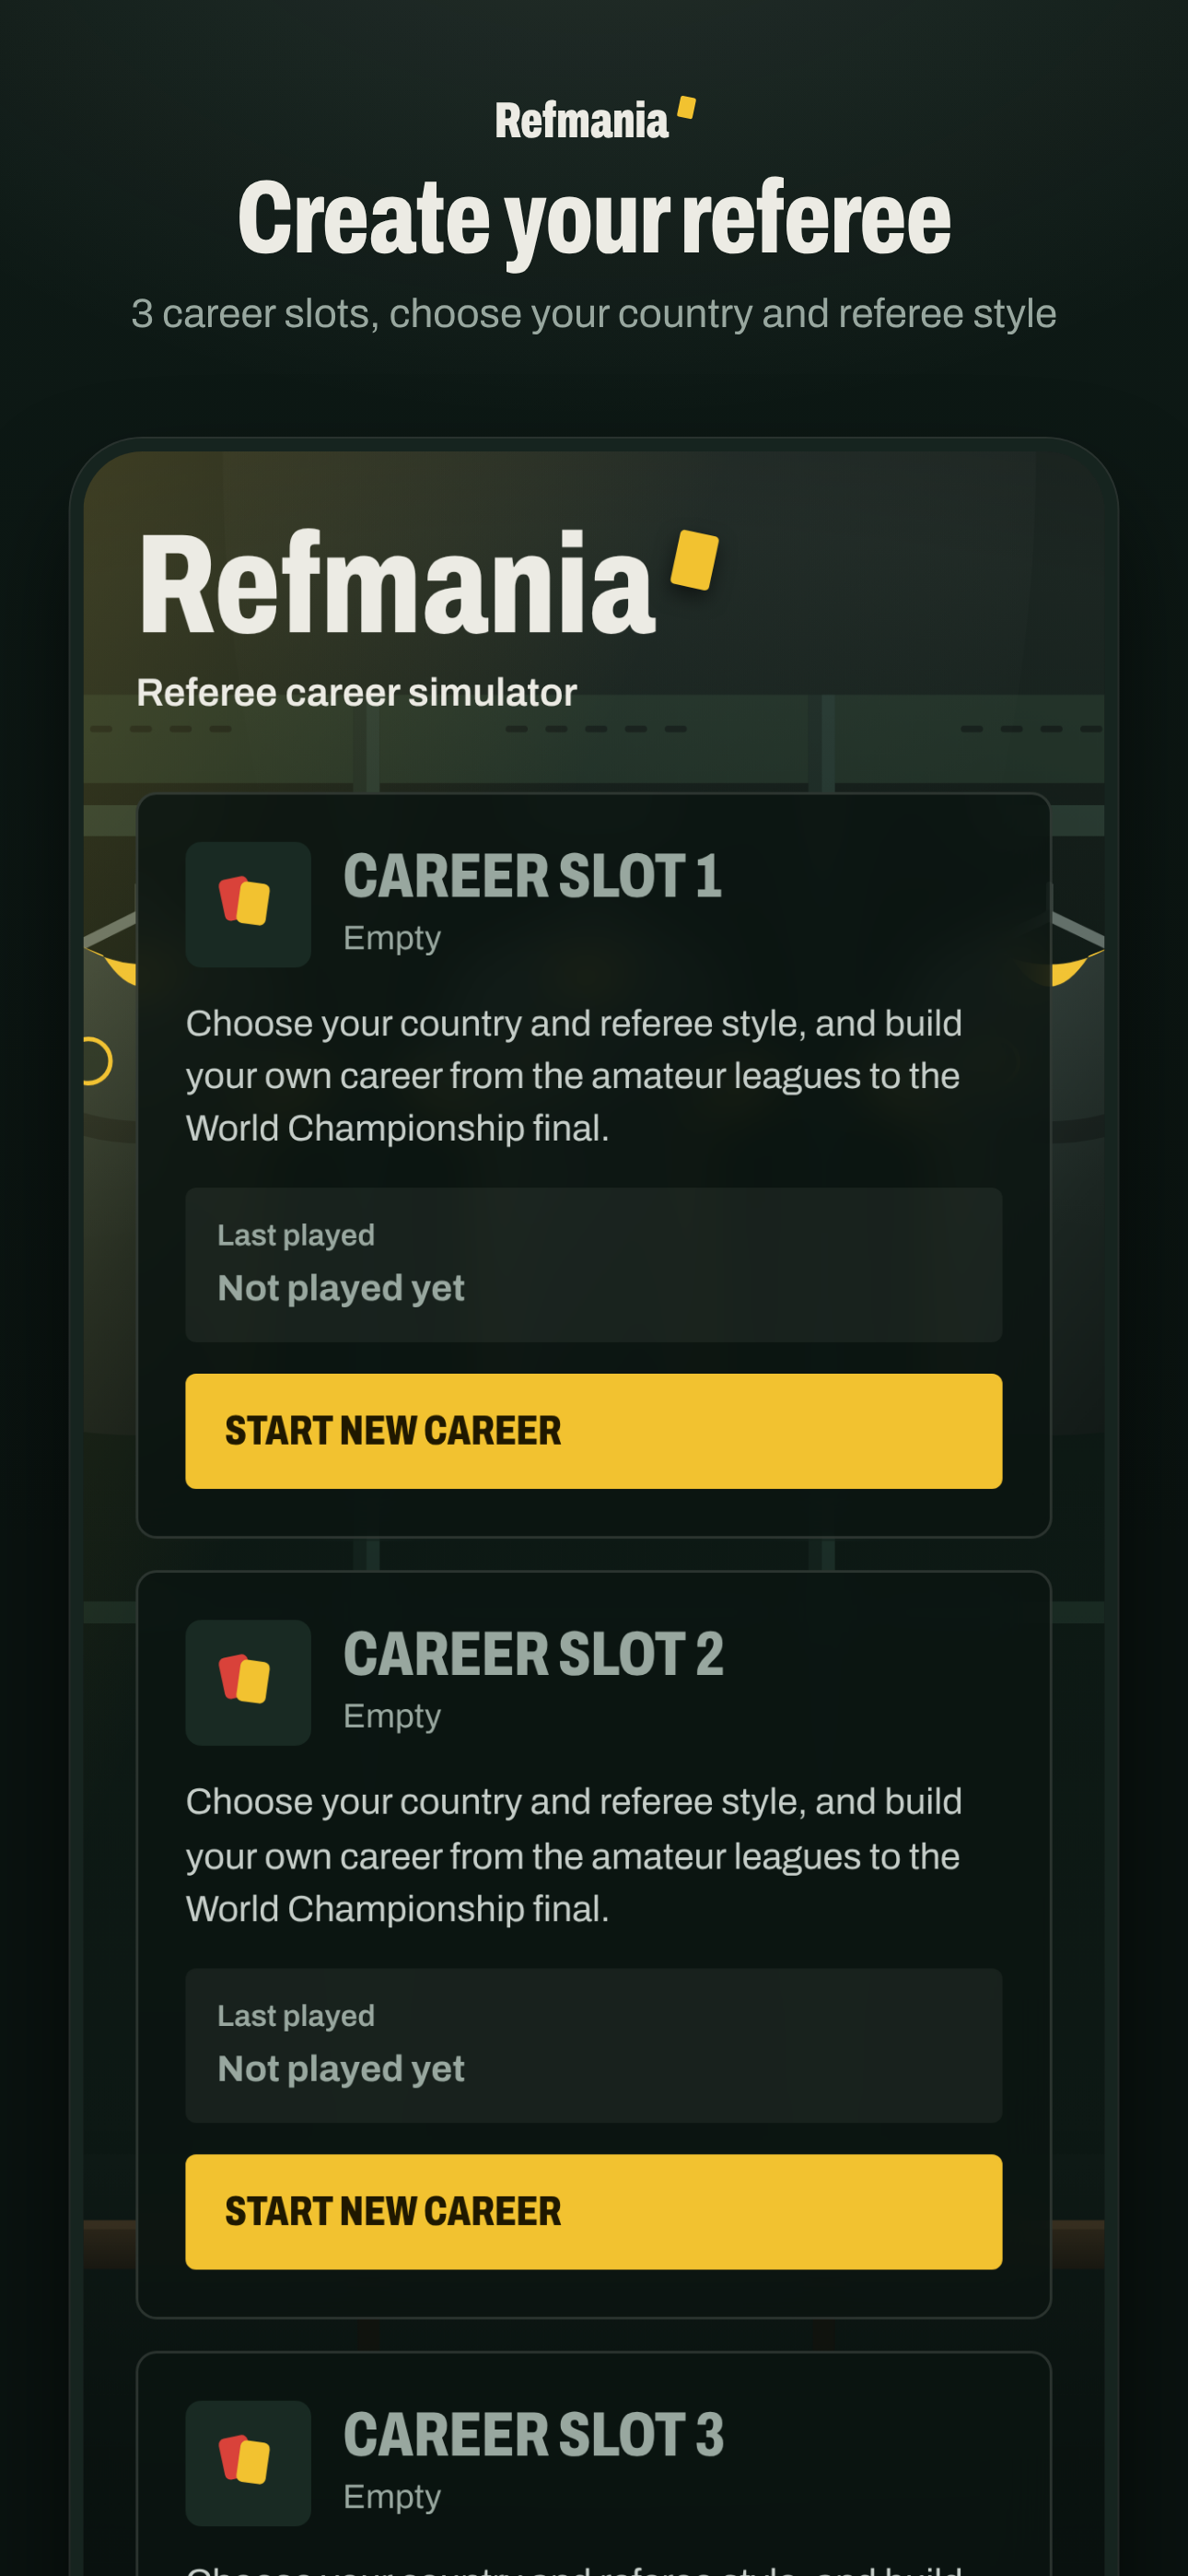 Refmania
Create your referee
3 career slots, choose your country and referee style
Refmania
Referee career simulator
CAREER SLOT 1
Empty
Choose your country and referee style, and build
your own career from the amateur leagues to the
World Championship final.
Last played
Not played yet
START NEW CAREER
CAREER SLOT 2
Empty
Choose your country and referee style, and build
your own career from the amateur leagues to the
World Championship final.
Last played
Not played yet
START NEW CAREER
CAREER SLOT 3
Empty